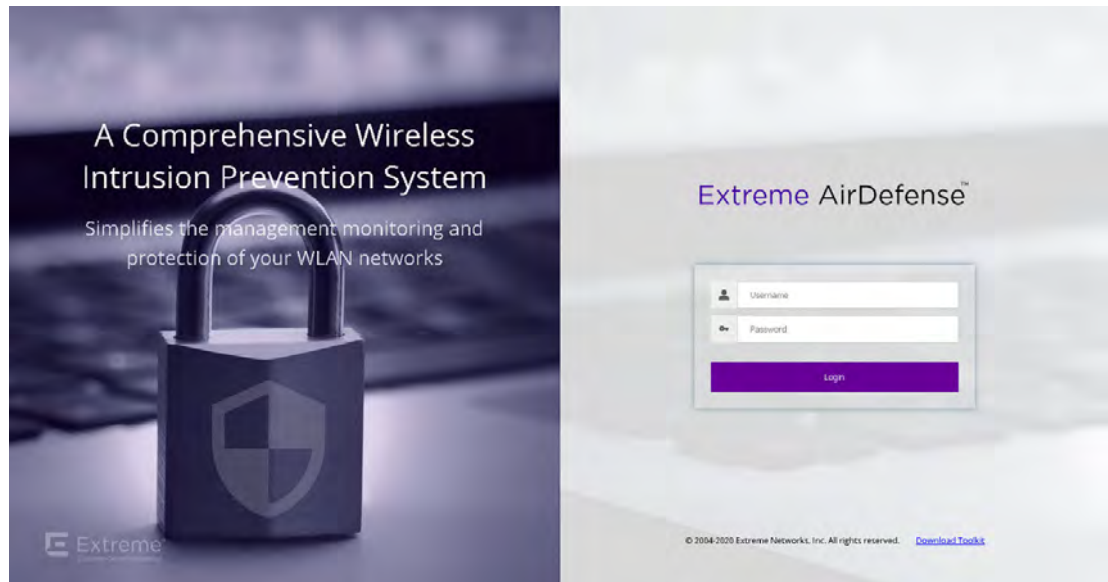 A Comprehensive Wireless
Intrusion Prevention System
Simplifies the management monitoring and
protection of your WLAN networks
Extreme
Extreme AirDefense™
Username
Password
Login
© 2004-2020 Extreme Networks, Inc. All rights reserved. Download Toolkit